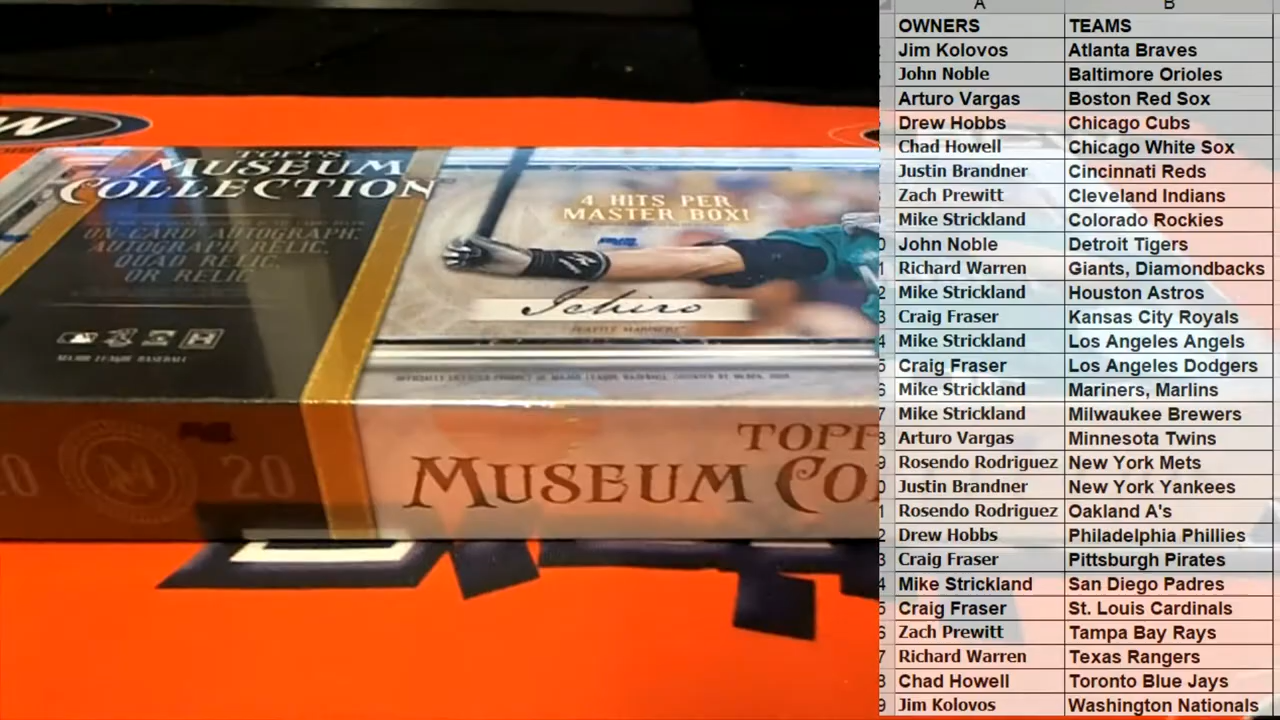 TOPPS
MUSEUM
COLLECTION
ON-CARD AUTOGRAPH,
AUTOGRAPH RELIC,
QUAD RELIC,
OR RELIC
MAJOR LEAGUE BASEBALL
4 HITS PER
MASTER BOX!
Ichiro
SEATTLE MARINERS™
20
20
TOPP
MUSEUM CO
A B
OWNERS TEAMS
Jim Kolovos Atlanta Braves
John Noble Baltimore Orioles
Arturo Vargas Boston Red Sox
Drew Hobbs Chicago Cubs
Chad Howell Chicago White Sox
Justin Brandner Cincinnati Reds
Zach Prewitt Cleveland Indians
Mike Strickland Colorado Rockies
John Noble Detroit Tigers
Richard Warren Giants, Diamondbacks
Mike Strickland Houston Astros
Craig Fraser Kansas City Royals
Mike Strickland Los Angeles Angels
Craig Fraser Los Angeles Dodgers
Mike Strickland Mariners, Marlins
Mike Strickland Milwaukee Brewers
Arturo Vargas Minnesota Twins
Rosendo Rodriguez New York Mets
Justin Brandner New York Yankees
Rosendo Rodriguez Oakland A's
Drew Hobbs Philadelphia Phillies
Craig Fraser Pittsburgh Pirates
Mike Strickland San Diego Padres
Craig Fraser St. Louis Cardinals
Zach Prewitt Tampa Bay Rays
Richard Warren Texas Rangers
Chad Howell Toronto Blue Jays
Jim Kolovos Washington Nationals